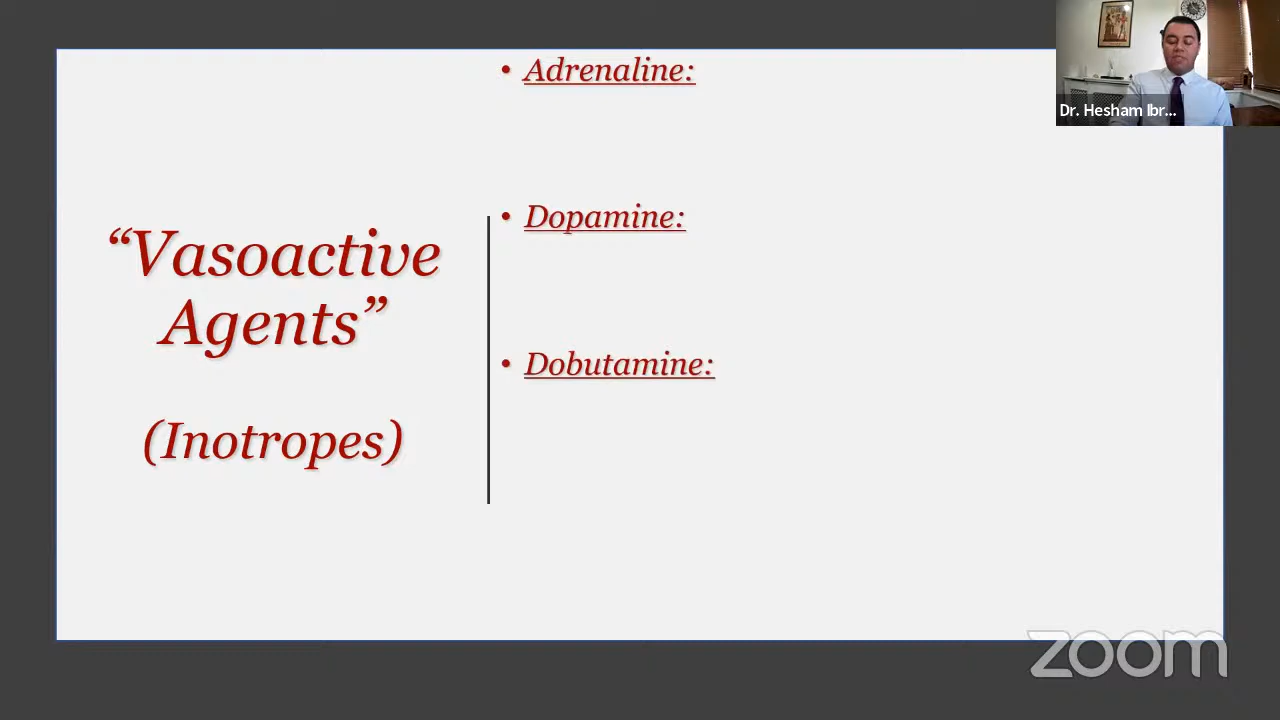 “Vasoactive
Agents”
(Inotropes)
• Adrenaline:
• Dopamine:
• Dobutamine:
Dr. Hesham Ibr...
zoom